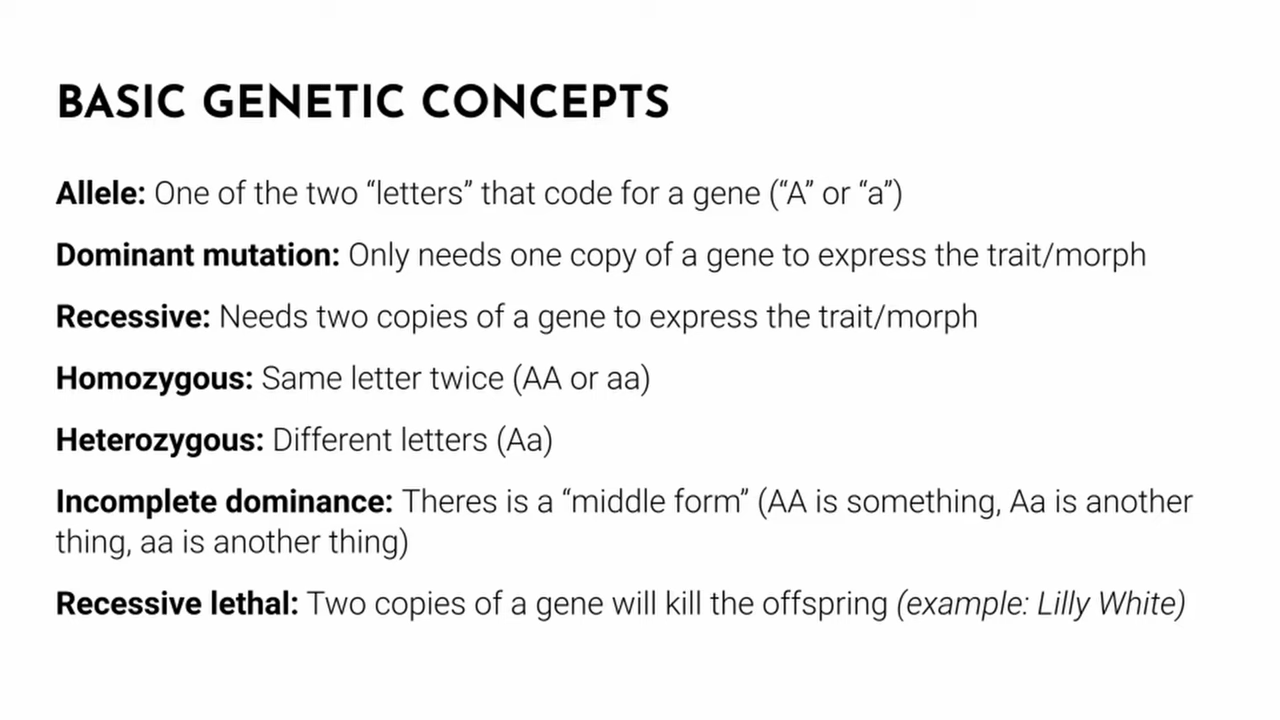 BASIC GENETIC CONCEPTS
Allele: One of the two “letters” that code for a gene (“A” or “a”)
Dominant mutation: Only needs one copy of a gene to express the trait/morph
Recessive: Needs two copies of a gene to express the trait/morph
Homozygous: Same letter twice (AA or aa)
Heterozygous: Different letters (Aa)
Incomplete dominance: Theres is a “middle form” (AA is something, Aa is another
thing, aa is another thing)
Recessive lethal: Two copies of a gene will kill the offspring (example: Lilly White)